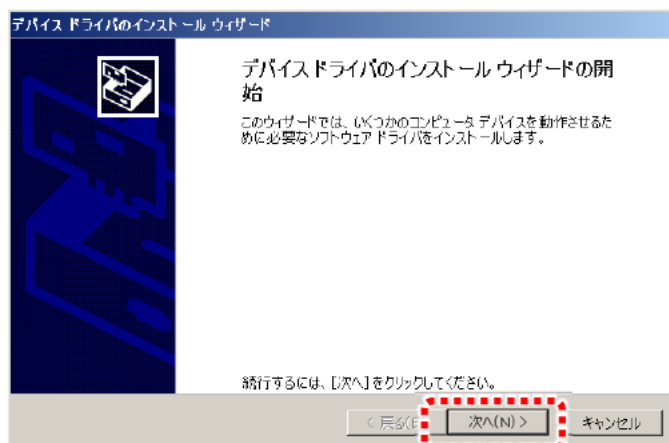 デバイス ドライバのインストール ウィザード
デバイス ドライバのインストール ウィザードの開
始
このウィザードでは、いくつかのコンピュータ デバイスを動作させるた
めに必要なソフトウェア ドライバをインストールします。
続行するには、[次へ] をクリックしてください。
< 戻る(B 次へ(N) > キャンセル